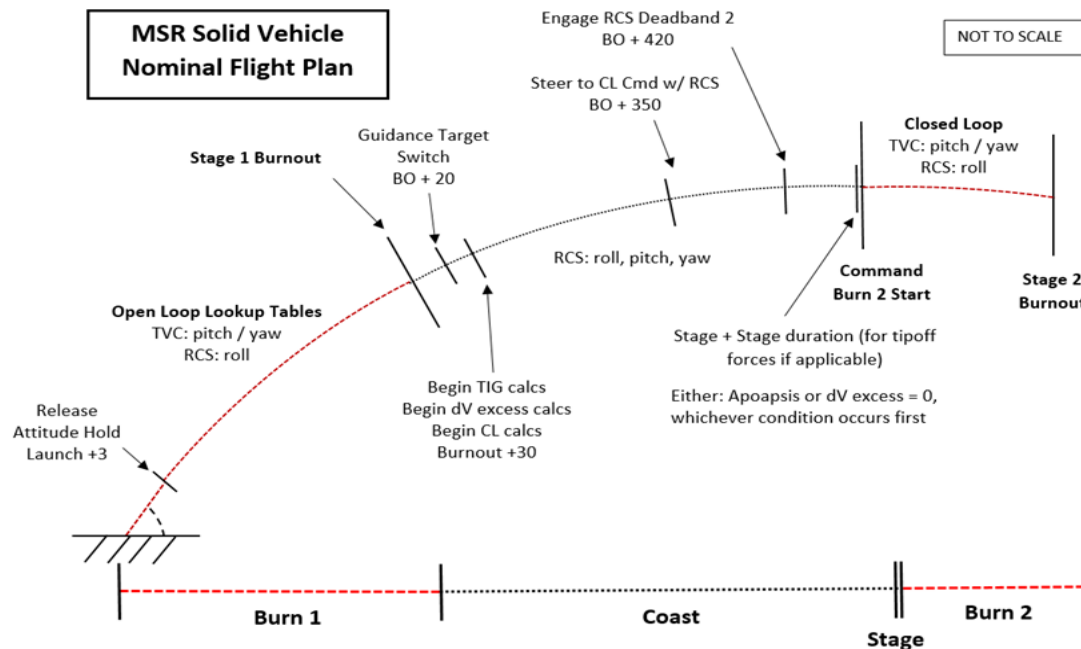 MSR Solid Vehicle
Nominal Flight Plan
NOT TO SCALE
Engage RCS Deadband 2
BO + 420
Steer to CL Cmd w/ RCS
BO + 350
Guidance Target
Switch
BO + 20
Stage 1 Burnout
Closed Loop
TVC: pitch / yaw
RCS: roll
RCS: roll, pitch, yaw
Command
Burn 2 Start
Stage 2
Burnout
Open Loop Lookup Tables
TVC: pitch / yaw
RCS: roll
Stage + Stage duration (for tipoff
forces if applicable)
Either: Apoapsis or dV excess = 0,
whichever condition occurs first
Begin TIG calcs
Begin dV excess calcs
Begin CL calcs
Burnout +30
Release
Attitude Hold
Launch +3
Burn 1
Coast
Stage
Burn 2